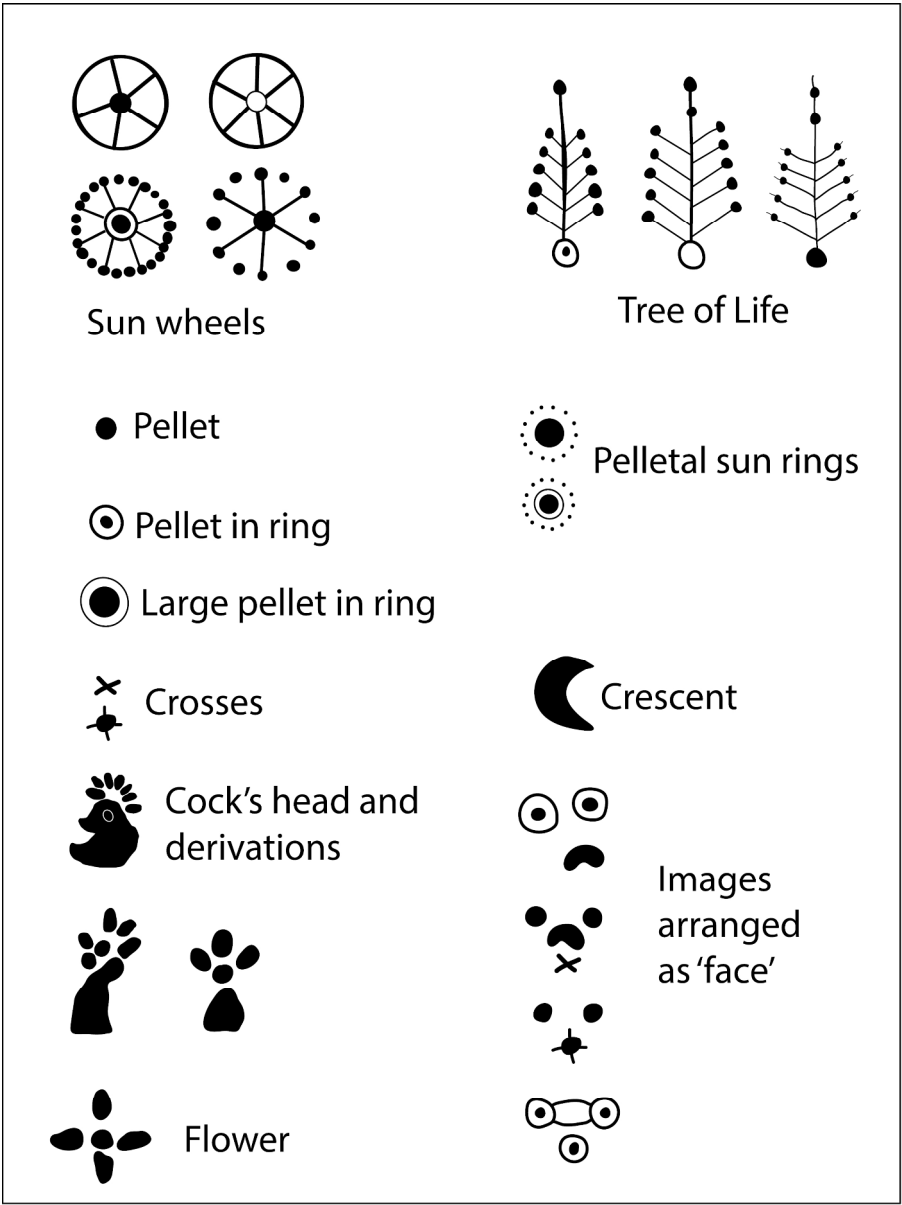 Sun wheels
Tree of Life
Pellet
Pelletal sun rings
Pellet in ring
Large pellet in ring
Crosses
Crescent
Cock’s head and
derivations
Images
arranged
as ‘face’
Flower